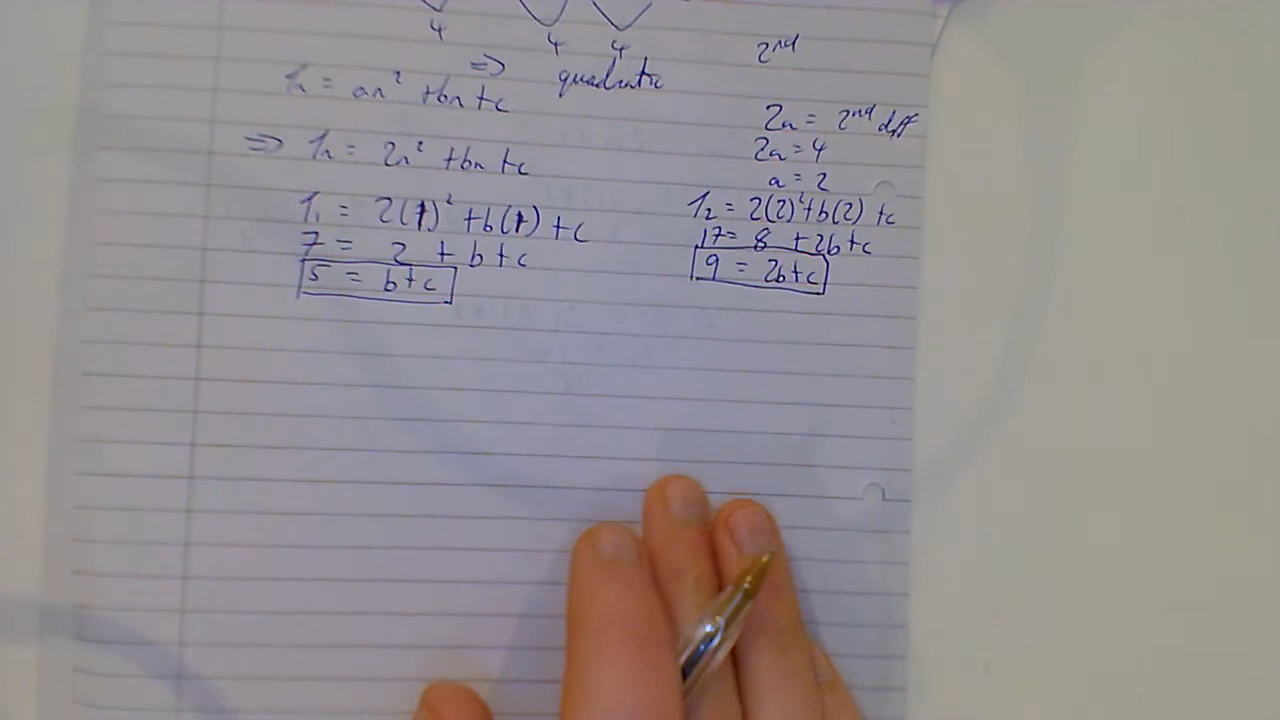 4 4 4 2nd
⇒ quadratic
Tn = an² + bn + c
2a = 2nd diff
⇒ Tn = 2n² + bn + c
2a = 4
a = 2
T1 = 2(1)² + b(1) + c
7 = 2 + b + c
5 = b + c
T2 = 2(2)² + b(2) + c
17 = 8 + 2b + c
9 = 2b + c